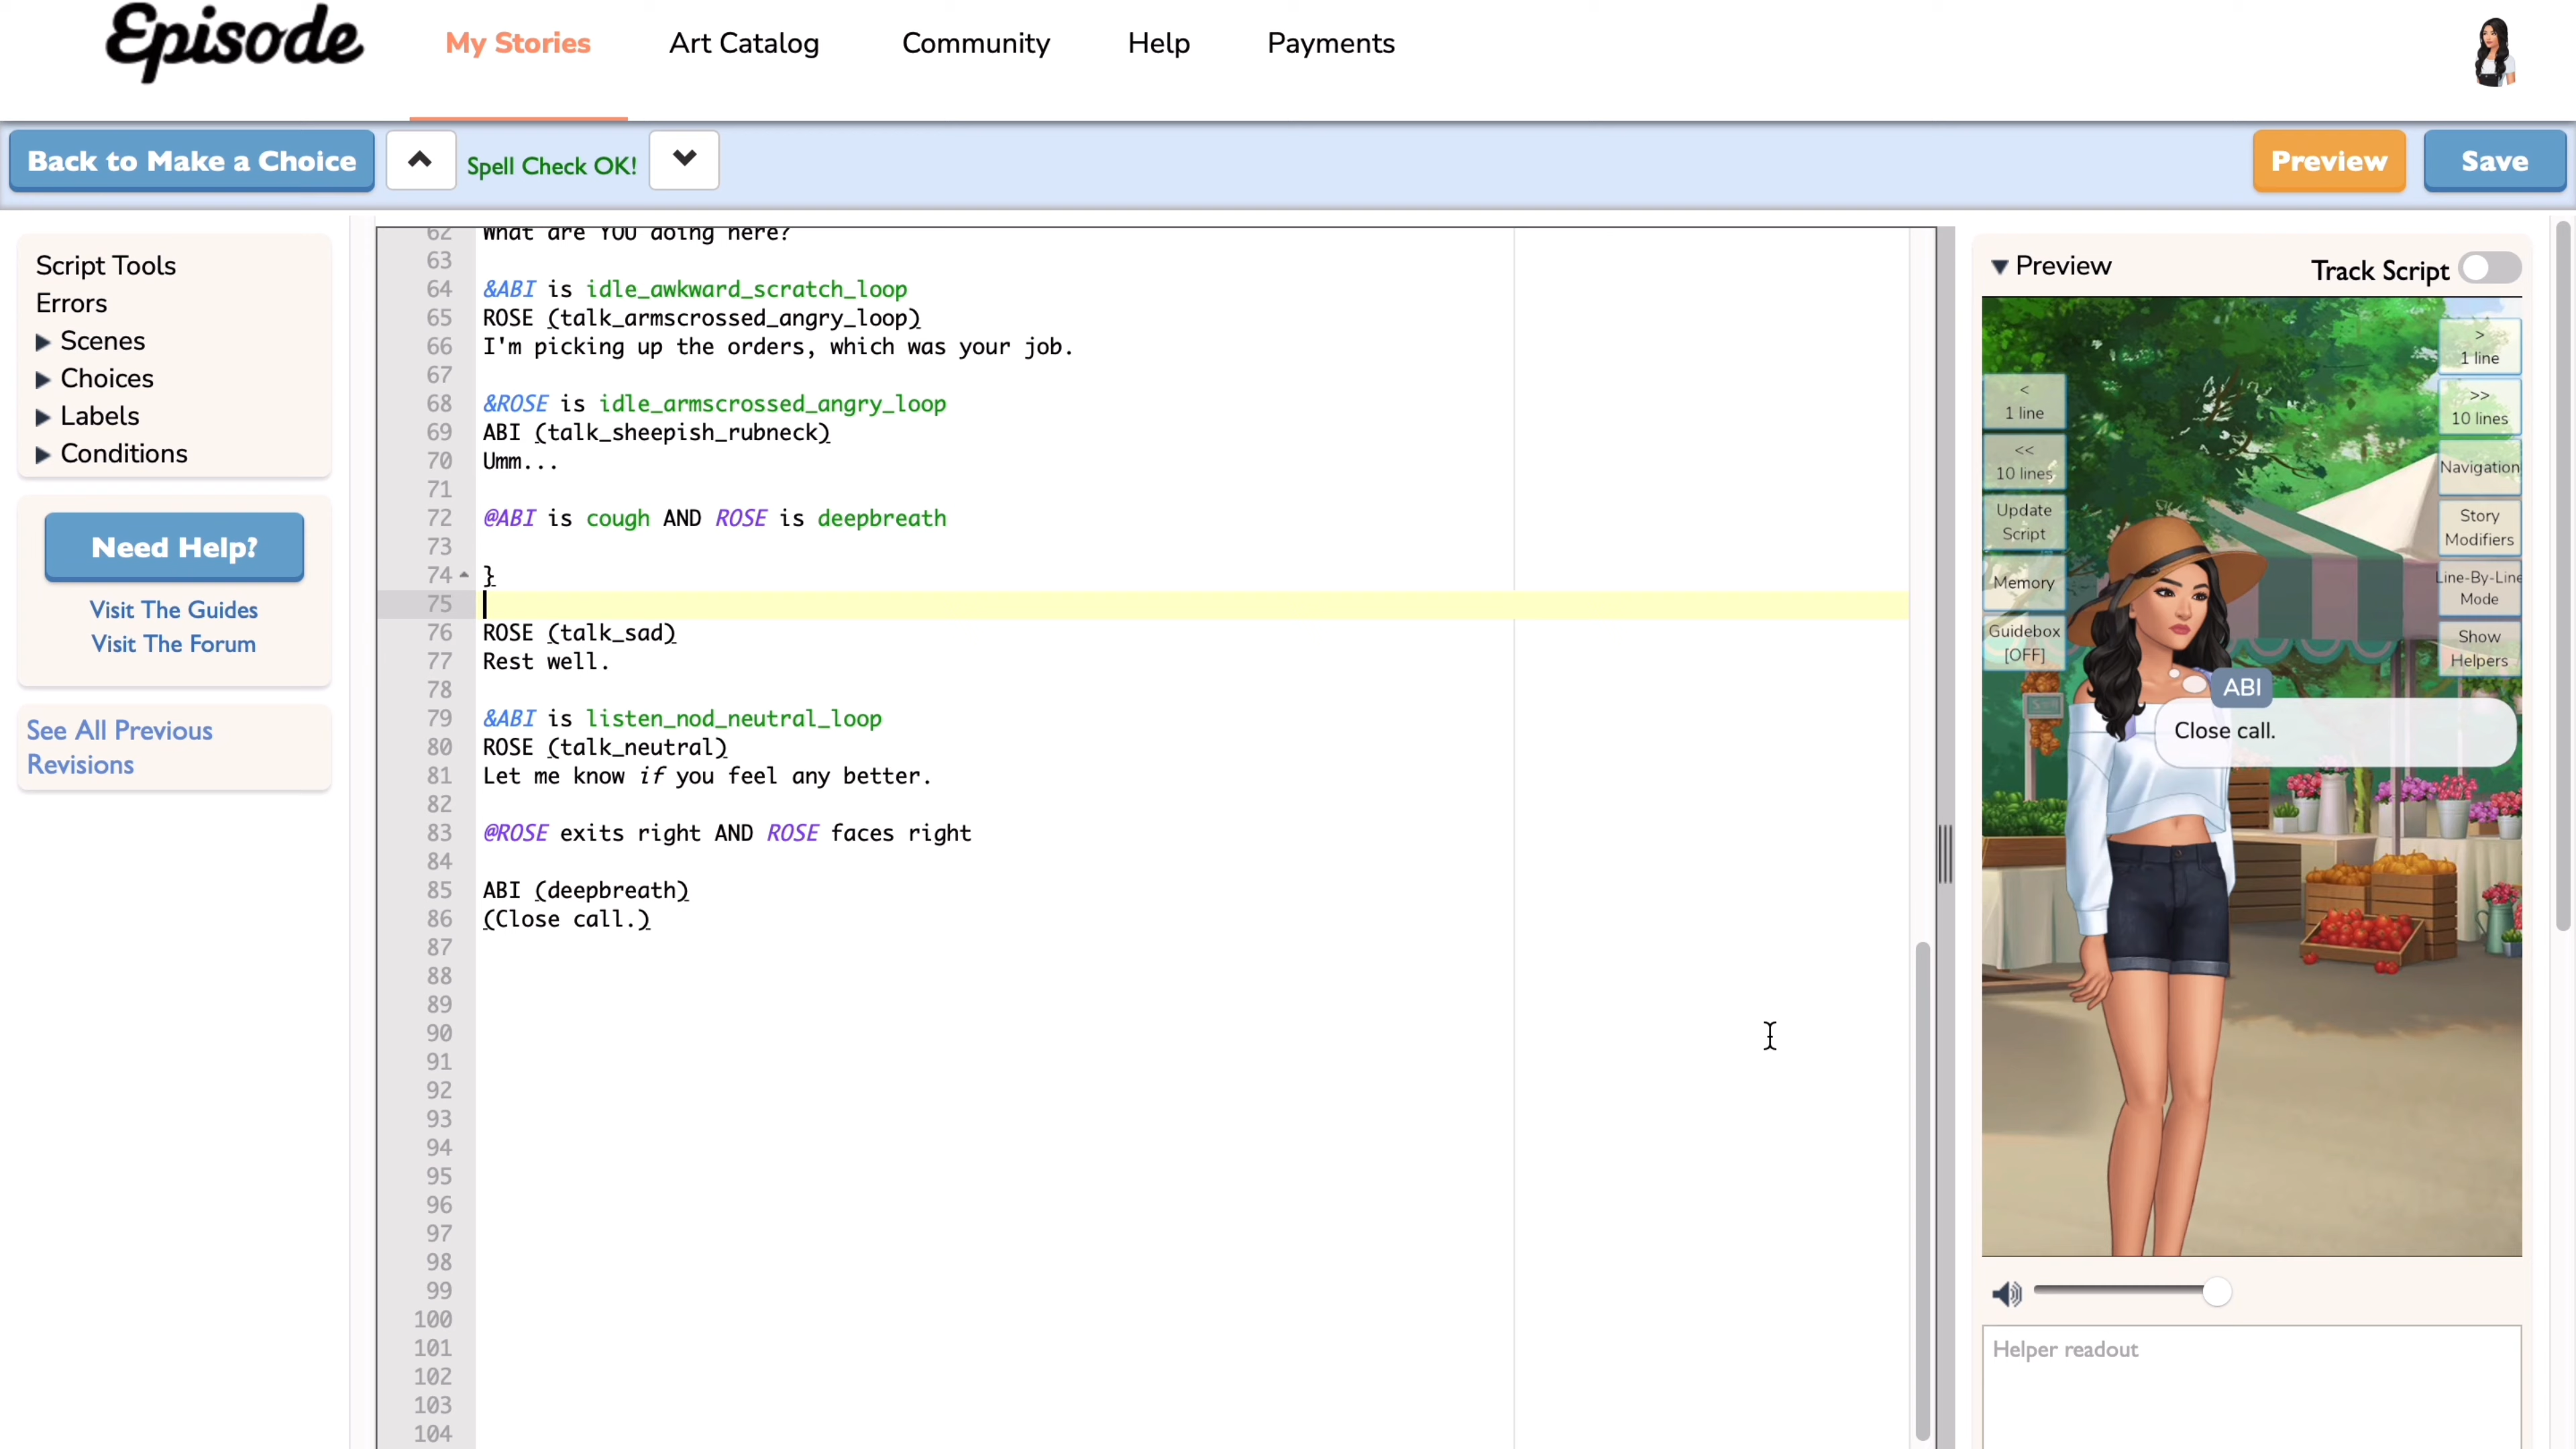 Episode
My Stories
Art Catalog
Community
Help
Payments
Back to Make a Choice
Spell Check OK!
Preview
Save
Script Tools
Errors
Scenes
Choices
Labels
Conditions
Need Help?
Visit The Guides
Visit The Forum
See All Previous
Revisions
62 What are YOU doing here?
63
64 &ABI is idle_awkward_scratch_loop
65 ROSE (talk_armscrossed_angry_loop)
66 I'm picking up the orders, which was your job.
67
68 &ROSE is idle_armscrossed_angry_loop
69 ABI (talk_sheepish_rubneck)
70 Umm...
71
72 @ABI is cough AND ROSE is deepbreath
73
74 }
75
76 ROSE (talk_sad)
77 Rest well.
78
79 &ABI is listen_nod_neutral_loop
80 ROSE (talk_neutral)
81 Let me know if you feel any better.
82
83 @ROSE exits right AND ROSE faces right
84
85 ABI (deepbreath)
86 (Close call.)
87
88
89
90
91
92
93
94
95
96
97
98
99
100
101
102
103
104
Preview
Track Script
<
1 line
<<
10 lines
Update
Script
Memory
Guidebox
[OFF]
>
1 line
>>
10 lines
Navigation
Story
Modifiers
Line-By-Line
Mode
Show
Helpers
ABI
Close call.
Helper readout